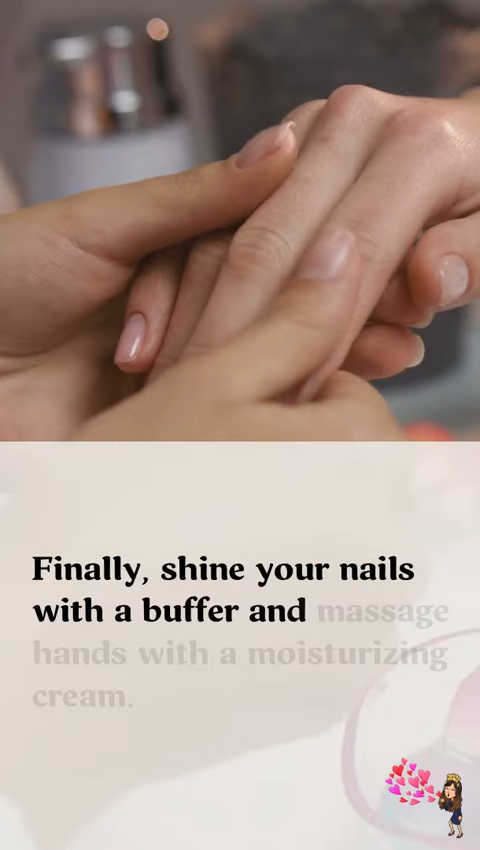 Finally, shine your nails
with a buffer and massage
hands with a moisturizing
cream.